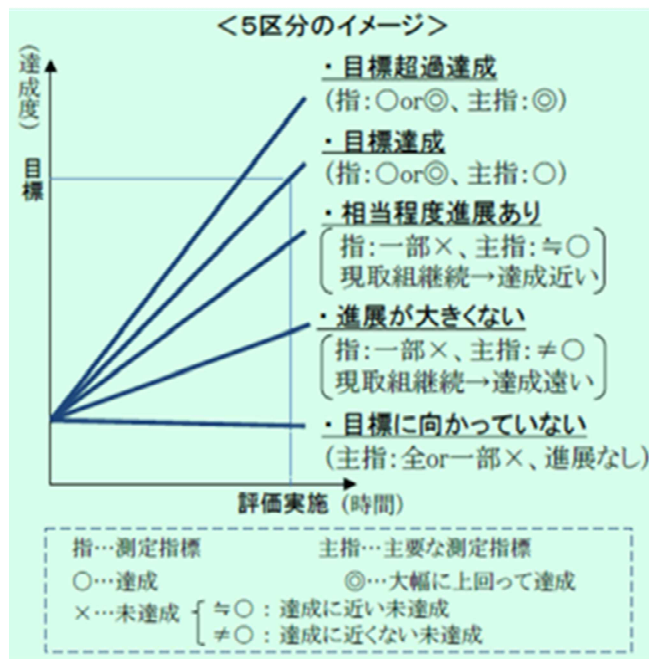 ＜5区分のイメージ＞
（達成度）
目標
・目標超過達成
（指：○or◎、主指：◎）
・目標達成
（指：○or◎、主指：○）
・相当程度進展あり
指：一部×、主指：≒○
現取組継続→達成近い
・進展が大きくない
指：一部×、主指：≠○
現取組継続→達成遠い
・目標に向かっていない
（主指：全or一部×、進展なし）
評価実施（時間）
指…測定指標 主指…主要な測定指標
○…達成 ◎…大幅に上回って達成
×…未達成
≒○：達成に近い未達成
≠○：達成に近くない未達成